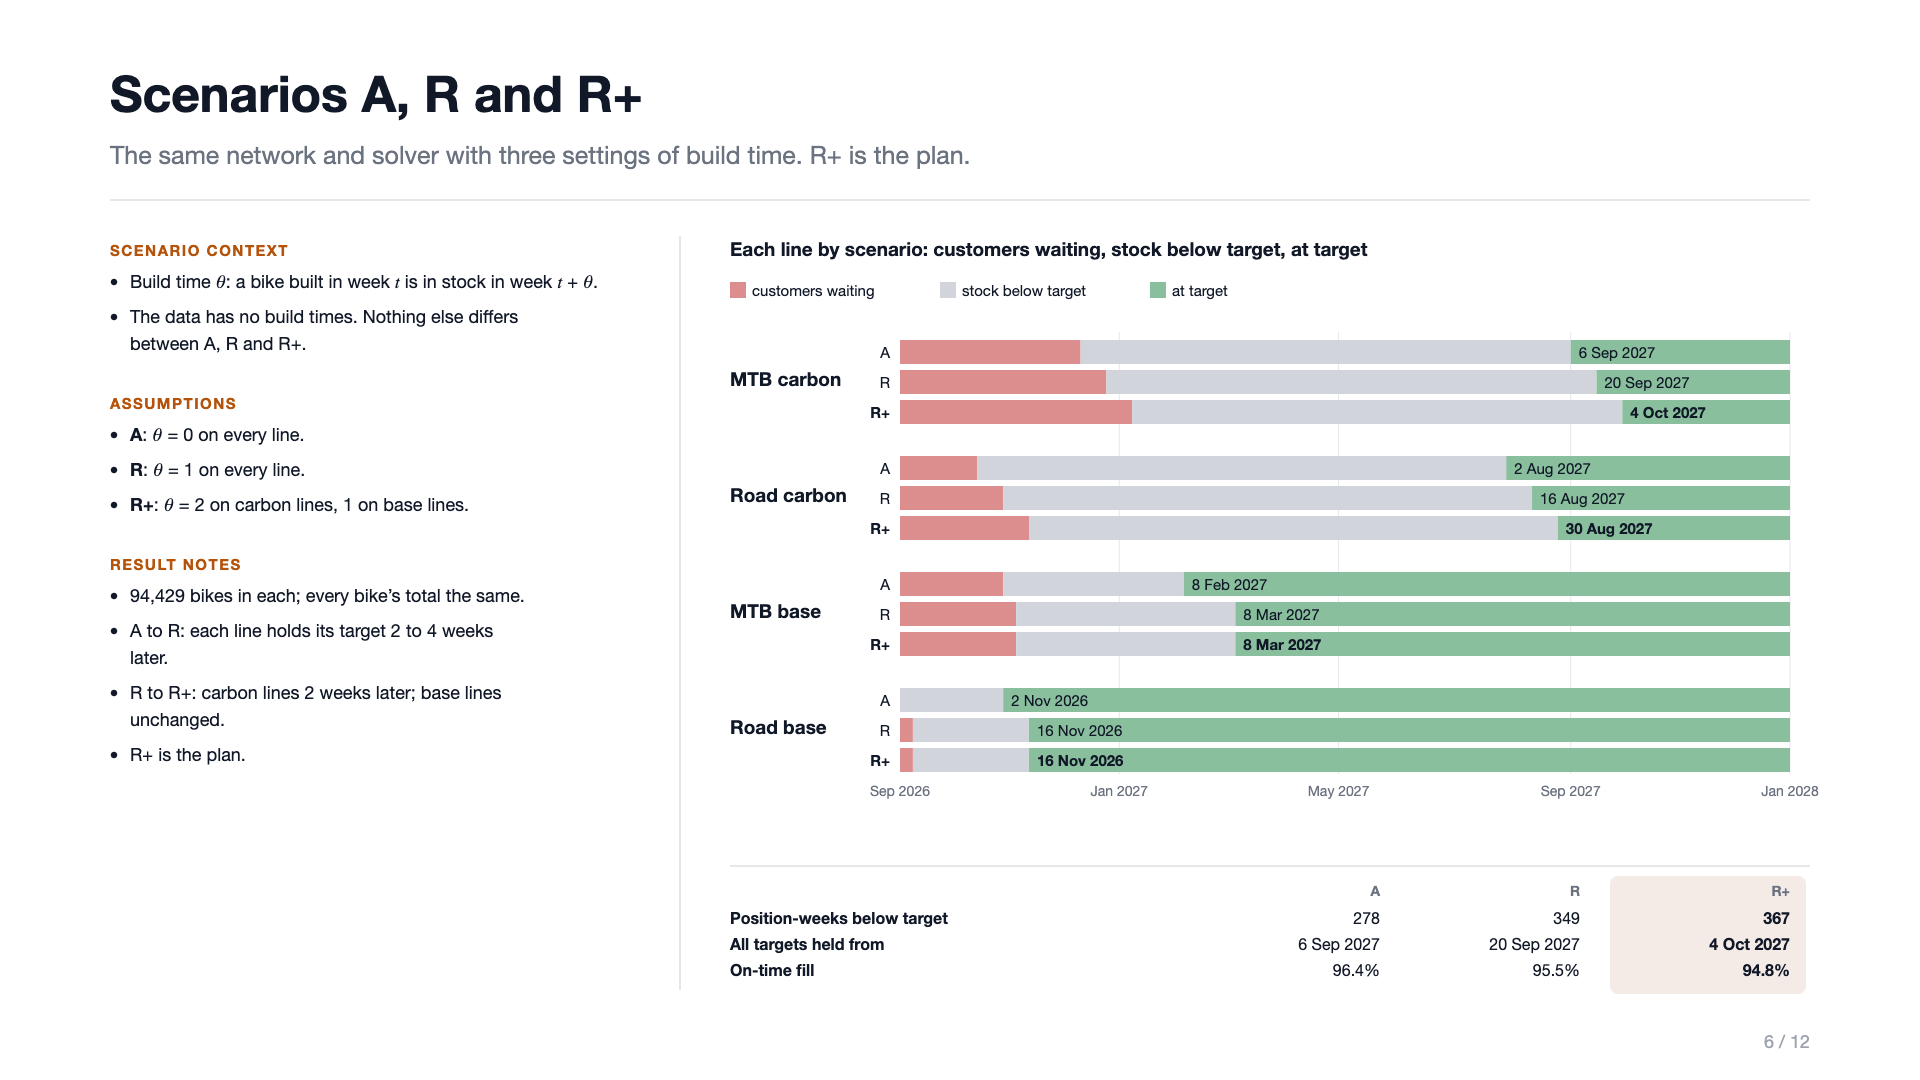 Scenarios A, R and R+
The same network and solver with three settings of build time. R+ is the plan.
SCENARIO CONTEXT
• Build time θ: a bike built in week t is in stock in week t + θ.
• The data has no build times. Nothing else differs
between A, R and R+.
ASSUMPTIONS
• A: θ = 0 on every line.
• R: θ = 1 on every line.
• R+: θ = 2 on carbon lines, 1 on base lines.
RESULT NOTES
• 94,429 bikes in each; every bike’s total the same.
• A to R: each line holds its target 2 to 4 weeks
later.
• R to R+: carbon lines 2 weeks later; base lines
unchanged.
• R+ is the plan.
Each line by scenario: customers waiting, stock below target, at target
customers waiting stock below target at target
MTB carbon
A 6 Sep 2027
R 20 Sep 2027
R+ 4 Oct 2027
Road carbon
A 2 Aug 2027
R 16 Aug 2027
R+ 30 Aug 2027
MTB base
A 8 Feb 2027
R 8 Mar 2027
R+ 8 Mar 2027
Road base
A 2 Nov 2026
R 16 Nov 2026
R+ 16 Nov 2026
Sep 2026 Jan 2027 May 2027 Sep 2027 Jan 2028
A R R+
Position-weeks below target 278 349 367
All targets held from 6 Sep 2027 20 Sep 2027 4 Oct 2027
On-time fill 96.4% 95.5% 94.8%
6 / 12